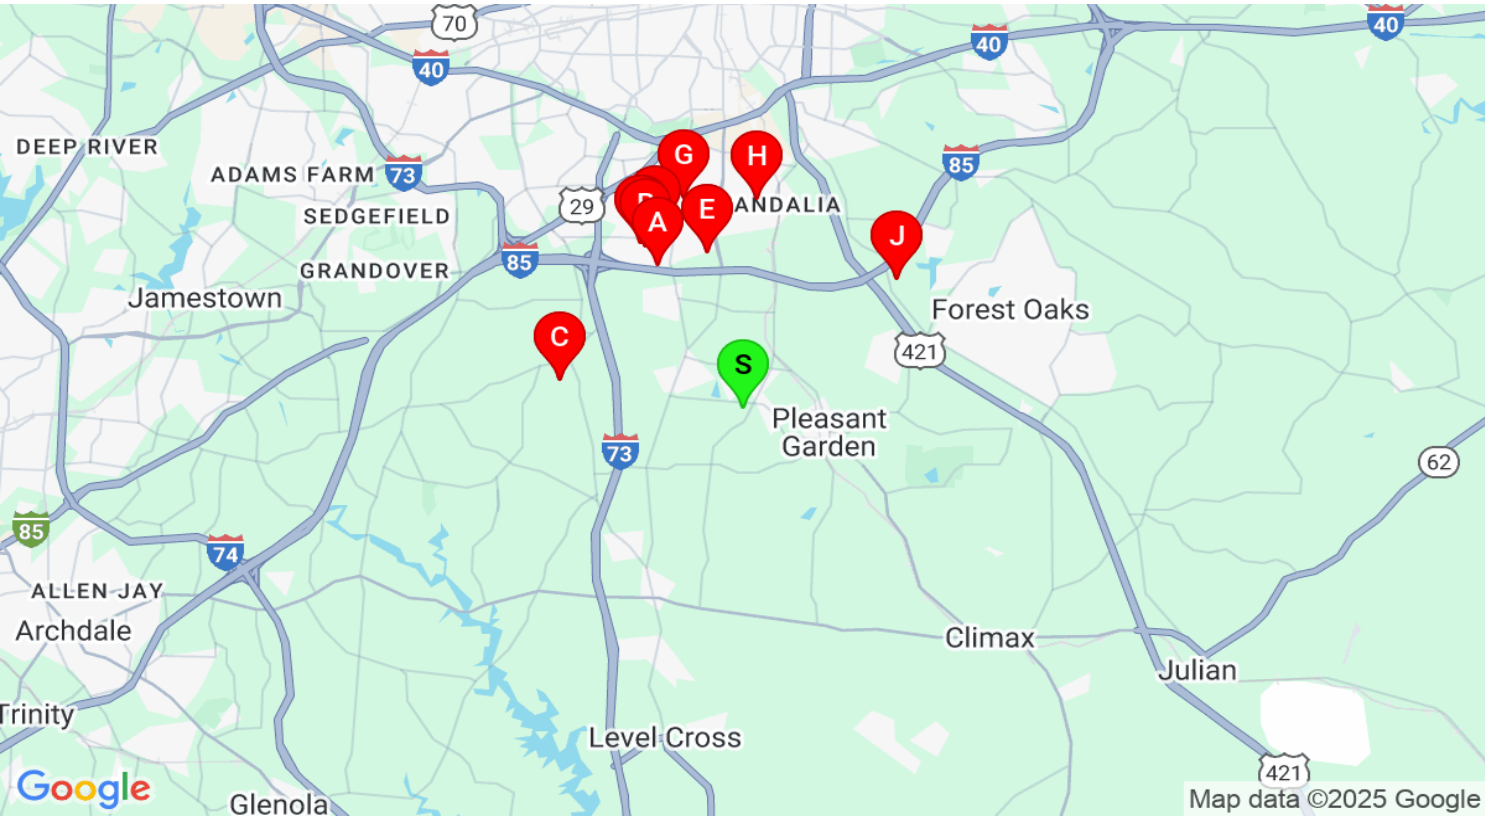 70
40
40
40
DEEP RIVER
G
H
85
ADAMS FARM
73
29
ANDALIA
SEDGEFIELD
A
E
J
85
GRANDOVER
Jamestown
Forest Oaks
C
421
S
Pleasant
Garden
73
62
85
74
ALLEN JAY
Archdale
Climax
Julian
Trinity
Level Cross
421
Google
Glenola
Map data ©2025 Google